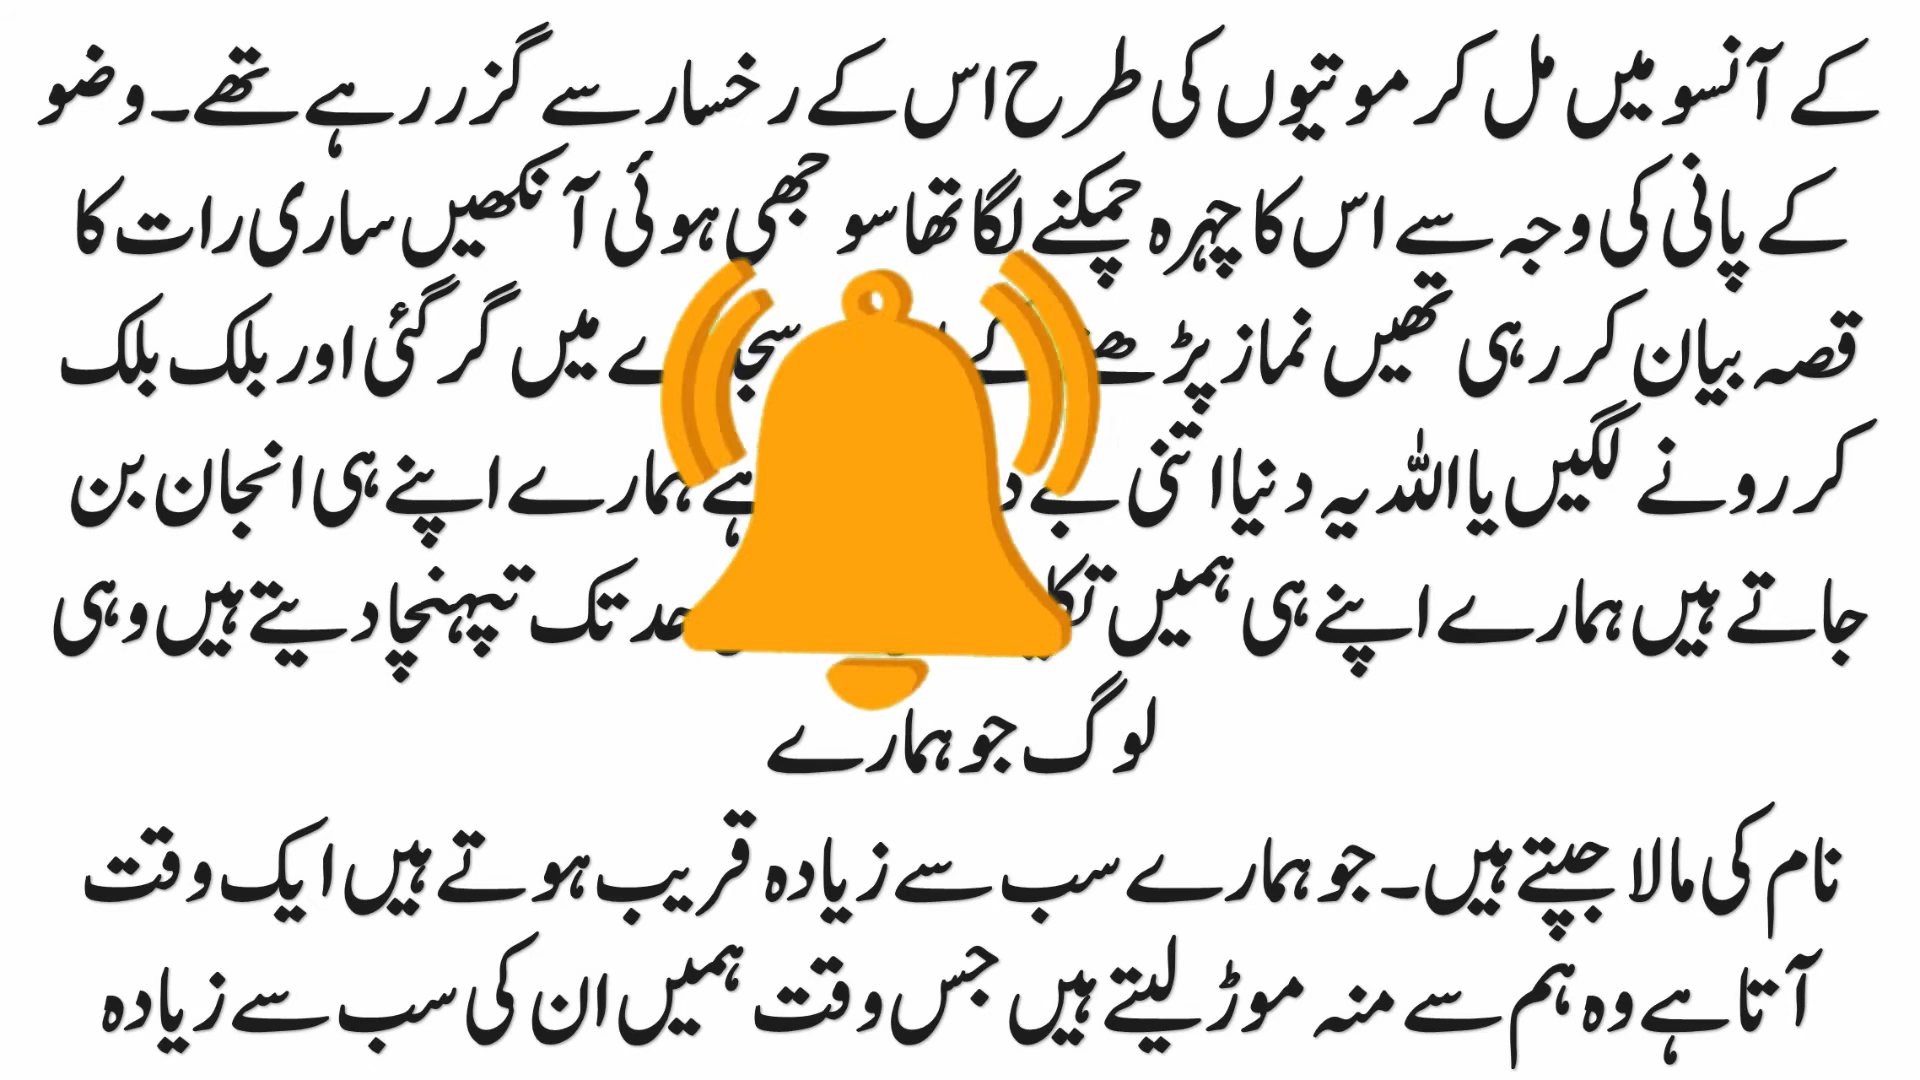 کے آنسو میں مل کر موتیوں کی طرح اس کے رخسار سے گزر رہے تھے۔ وضو
کے پانی کی وجہ سے اس کا چہرہ چمکنے لگا تھا سو جھی ہوئی آنکھیں ساری رات کا
قصہ بیان کر رہی تھیں نماز میں گر گئی اور بلک بلک
کر رونے لگیں یا اللہ یہ دنیا اتنی ہے ہمارے اپنے ہی انجان بن
جاتے ہیں ہمارے اپنے ہی ہمیں حد تک تپہنچا دیتے ہیں وہی
لوگ جو ہمارے
نام کی مالا جپتے ہیں۔ جو ہمارے سب سے زیادہ قریب ہوتے ہیں ایک وقت
آتا ہے وہ ہم سے منہ موڑ لیتے ہیں جس وقت ہمیں ان کی سب سے زیادہ